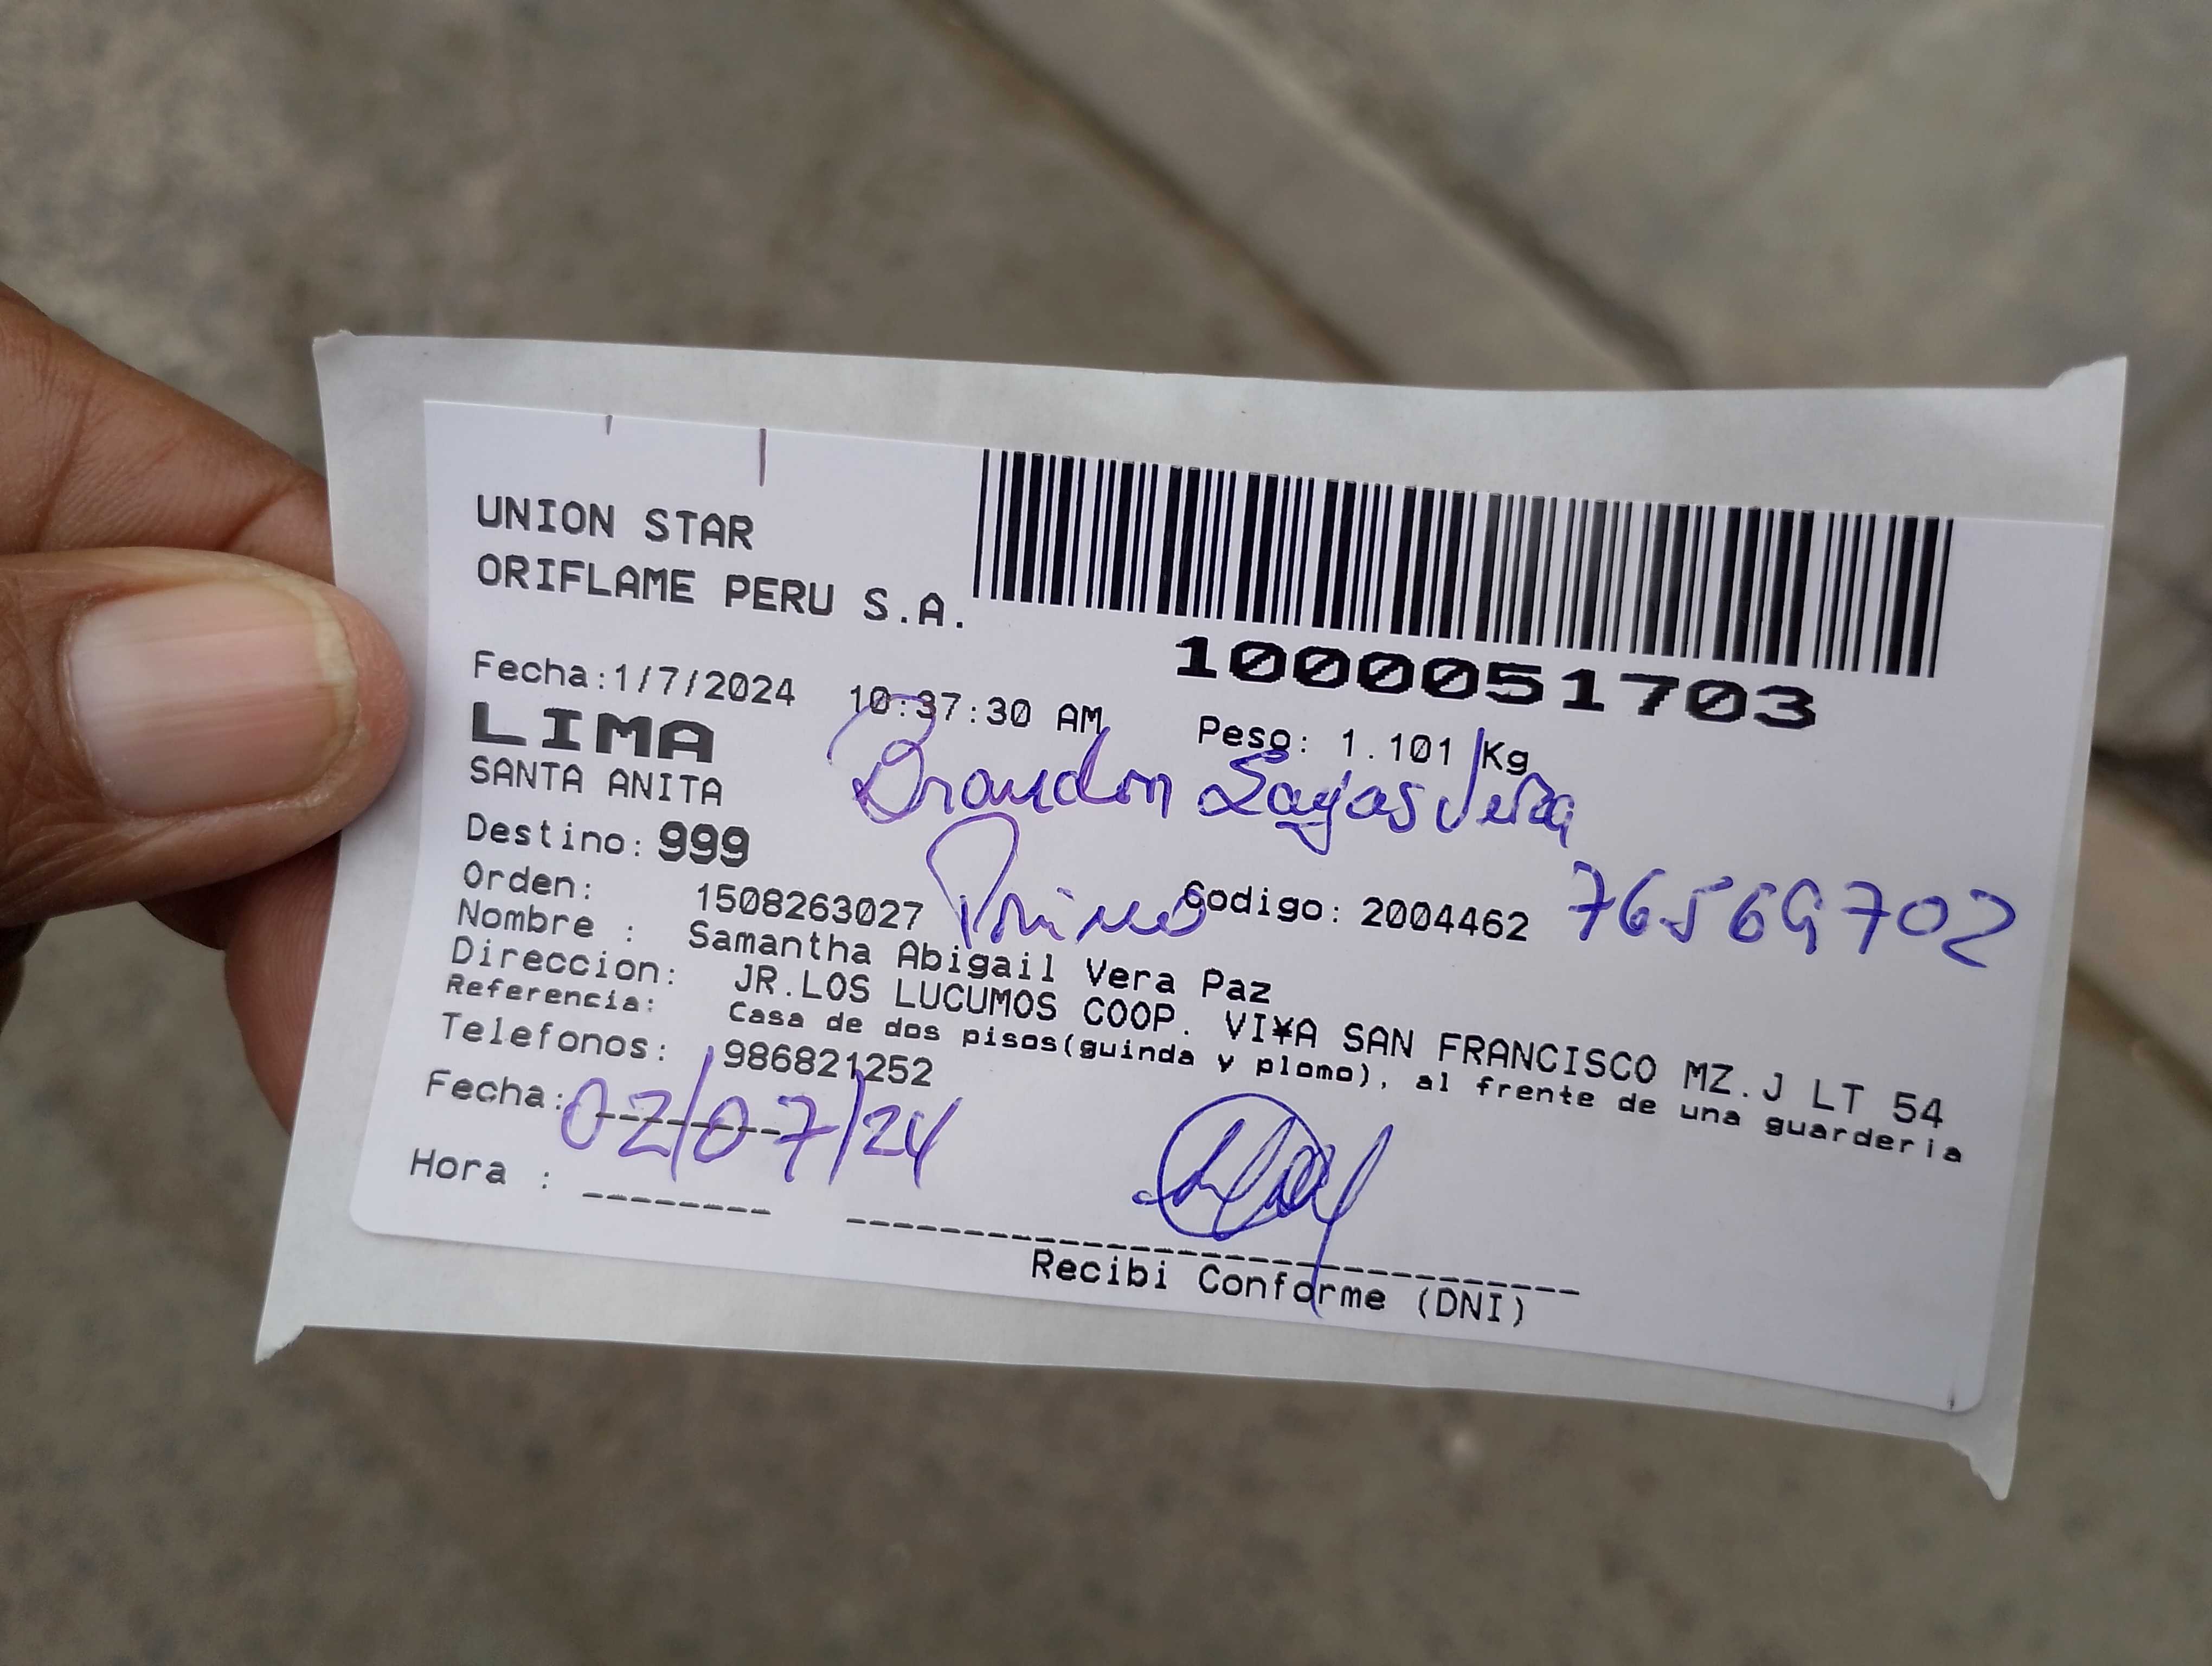 UNION STAR
ORIFLAME PERU S.A.
1000051703
Fecha:1/7/2024 10:37:30 AM Peso: 1.101 Kg
LIMA
SANTA ANITA
Brandon Vera
Destino: 999
Primo
76569702
Orden: 1508263027 Codigo: 2004462
Nombre : Samantha Abigail Vera Paz
Direccion: JR.LOS LUCUMOS COOP. VI¥A SAN FRANCISCO MZ.J LT 54
Referencia: Casa de dos pisos(guinda y plomo), al frente de una guarderia
Telefonos: 986821252
Fecha: 02/07/24
Hora :
Recibi Conforme (DNI)